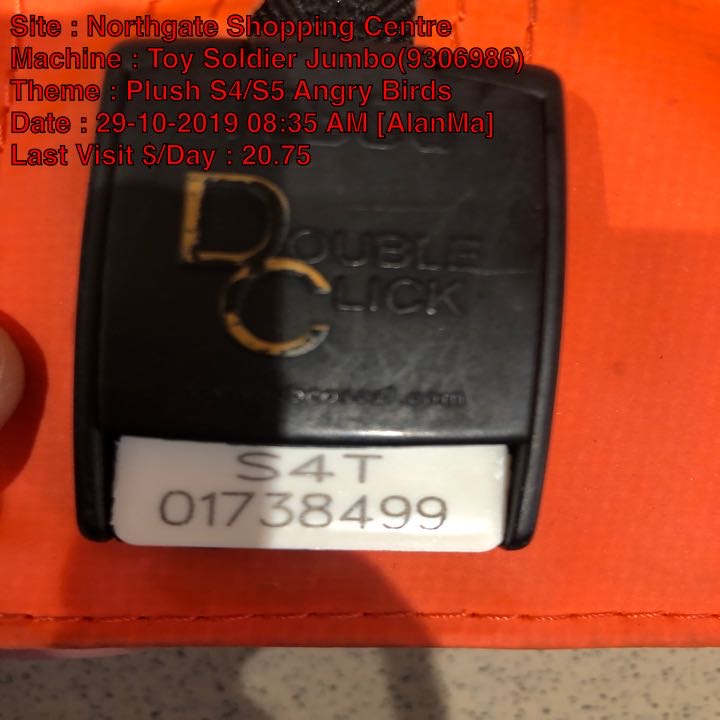 Site : Northgate Shopping Centre
Machine : Toy Soldier Jumbo(9306986)
Theme : Plush S4/S5 Angry Birds
Date : 29-10-2019 08:35 AM [AlanMa]
Last Visit $/Day : 20.75
DOUBLE
CLICK
S4T
01738499